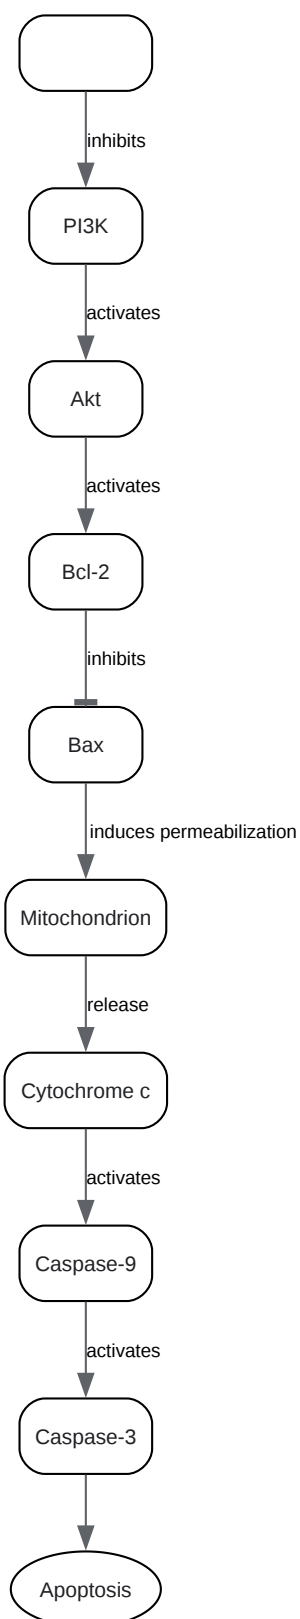 inhibits
PI3K
activates
Akt
activates
Bcl-2
inhibits
Bax
induces permeabilization
Mitochondrion
release
Cytochrome c
activates
Caspase-9
activates
Caspase-3
Apoptosis